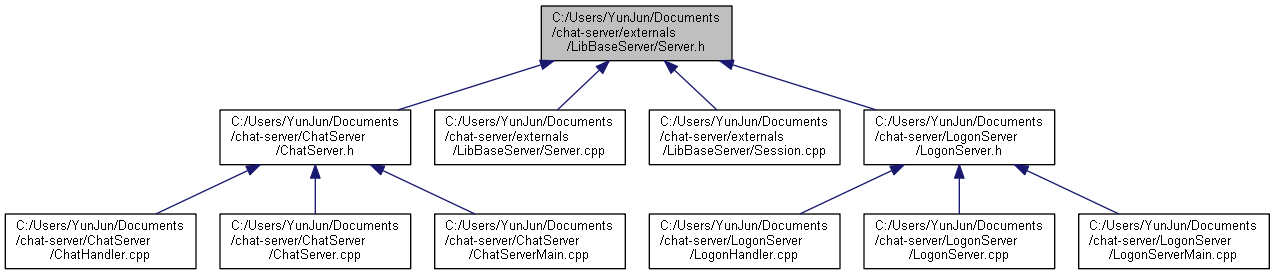 C:/Users/YunJun/Documents
/chat-server/externals
/LibBaseServer/Server.h
C:/Users/YunJun/Documents
/chat-server/ChatServer
/ChatServer.h
C:/Users/YunJun/Documents
/chat-server/externals
/LibBaseServer/Server.cpp
C:/Users/YunJun/Documents
/chat-server/externals
/LibBaseServer/Session.cpp
C:/Users/YunJun/Documents
/chat-server/LogonServer
/LogonServer.h
C:/Users/YunJun/Documents
/chat-server/ChatServer
/ChatHandler.cpp
C:/Users/YunJun/Documents
/chat-server/ChatServer
/ChatServer.cpp
C:/Users/YunJun/Documents
/chat-server/ChatServer
/ChatServerMain.cpp
C:/Users/YunJun/Documents
/chat-server/LogonServer
/LogonHandler.cpp
C:/Users/YunJun/Documents
/chat-server/LogonServer
/LogonServer.cpp
C:/Users/YunJun/Documents
/chat-server/LogonServer
/LogonServerMain.cpp